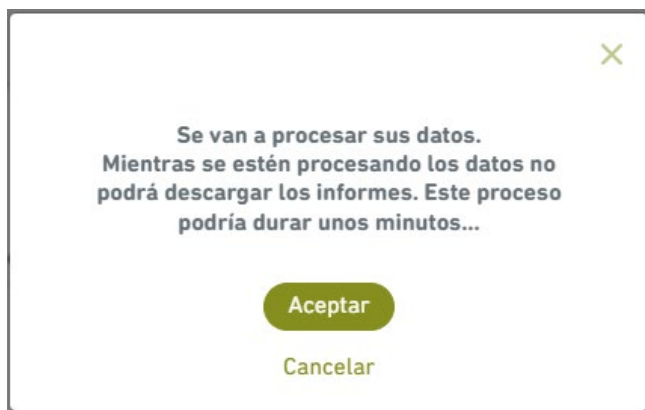 Se van a procesar sus datos.
Mientras se estén procesando los datos no
podrá descargar los informes. Este proceso
podría durar unos minutos...
Aceptar
Cancelar